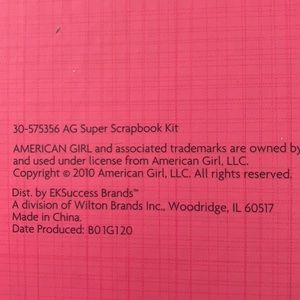 30-575356 AG Super Scrapbook Kit
AMERICAN GIRL and associated trademarks are owned by
and used under license from American Girl, LLC.
Copyright © 2010 American Girl, LLC. All rights reserved.
Dist. by EKSuccess Brands™
A division of Wilton Brands Inc., Woodridge, IL 60517
Made in China.
Date Produced: B01G120